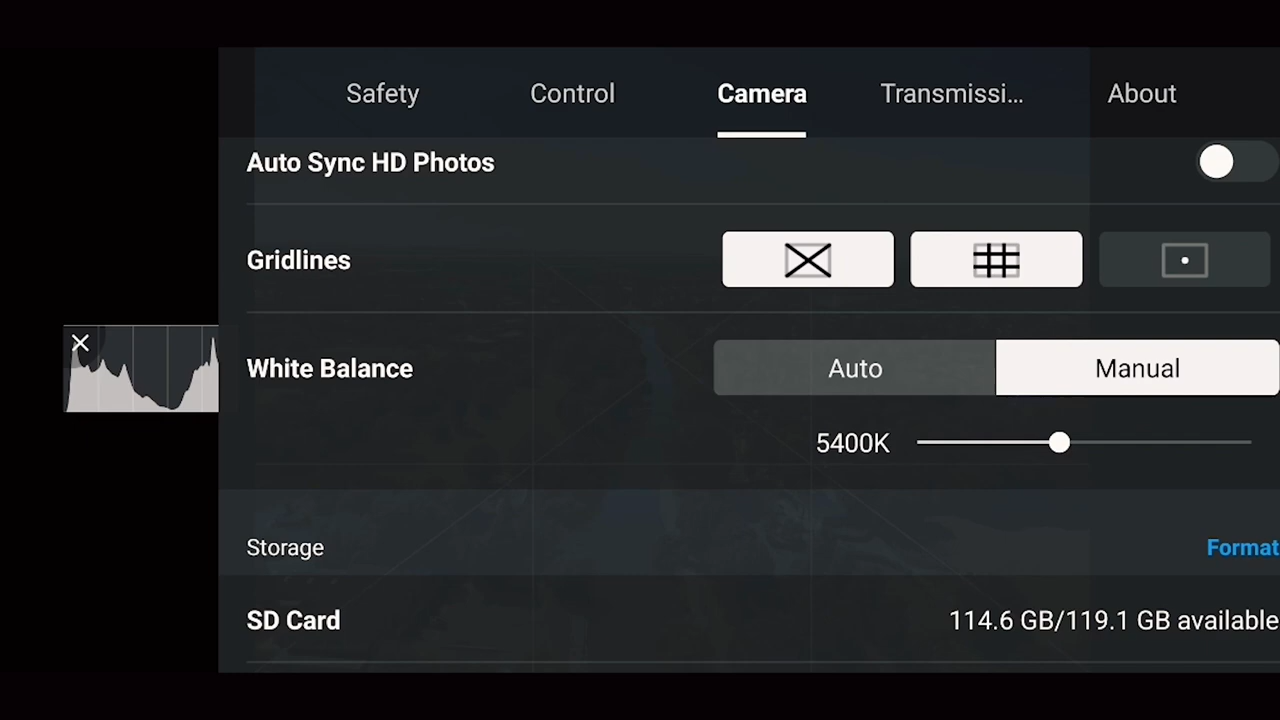 Safety Control Camera Transmissi... About
Auto Sync HD Photos
Gridlines
White Balance Auto Manual
5400K
Storage Format
SD Card 114.6 GB/119.1 GB available